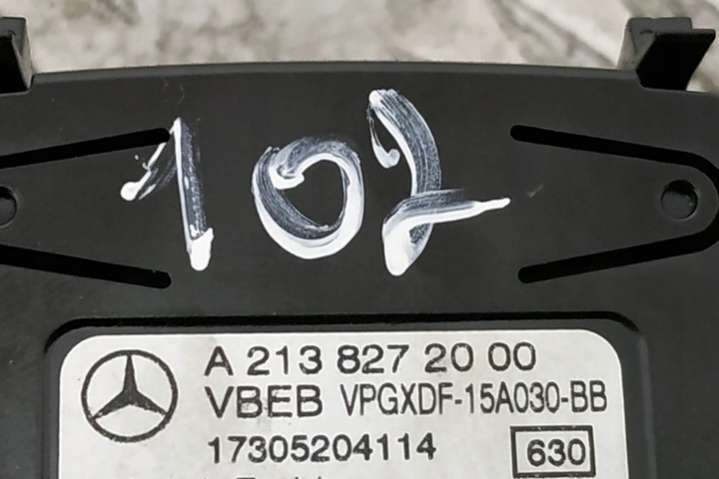 102
A 213 827 20 00
VBEB VPGXDF-15A030-BB
17305204114 630